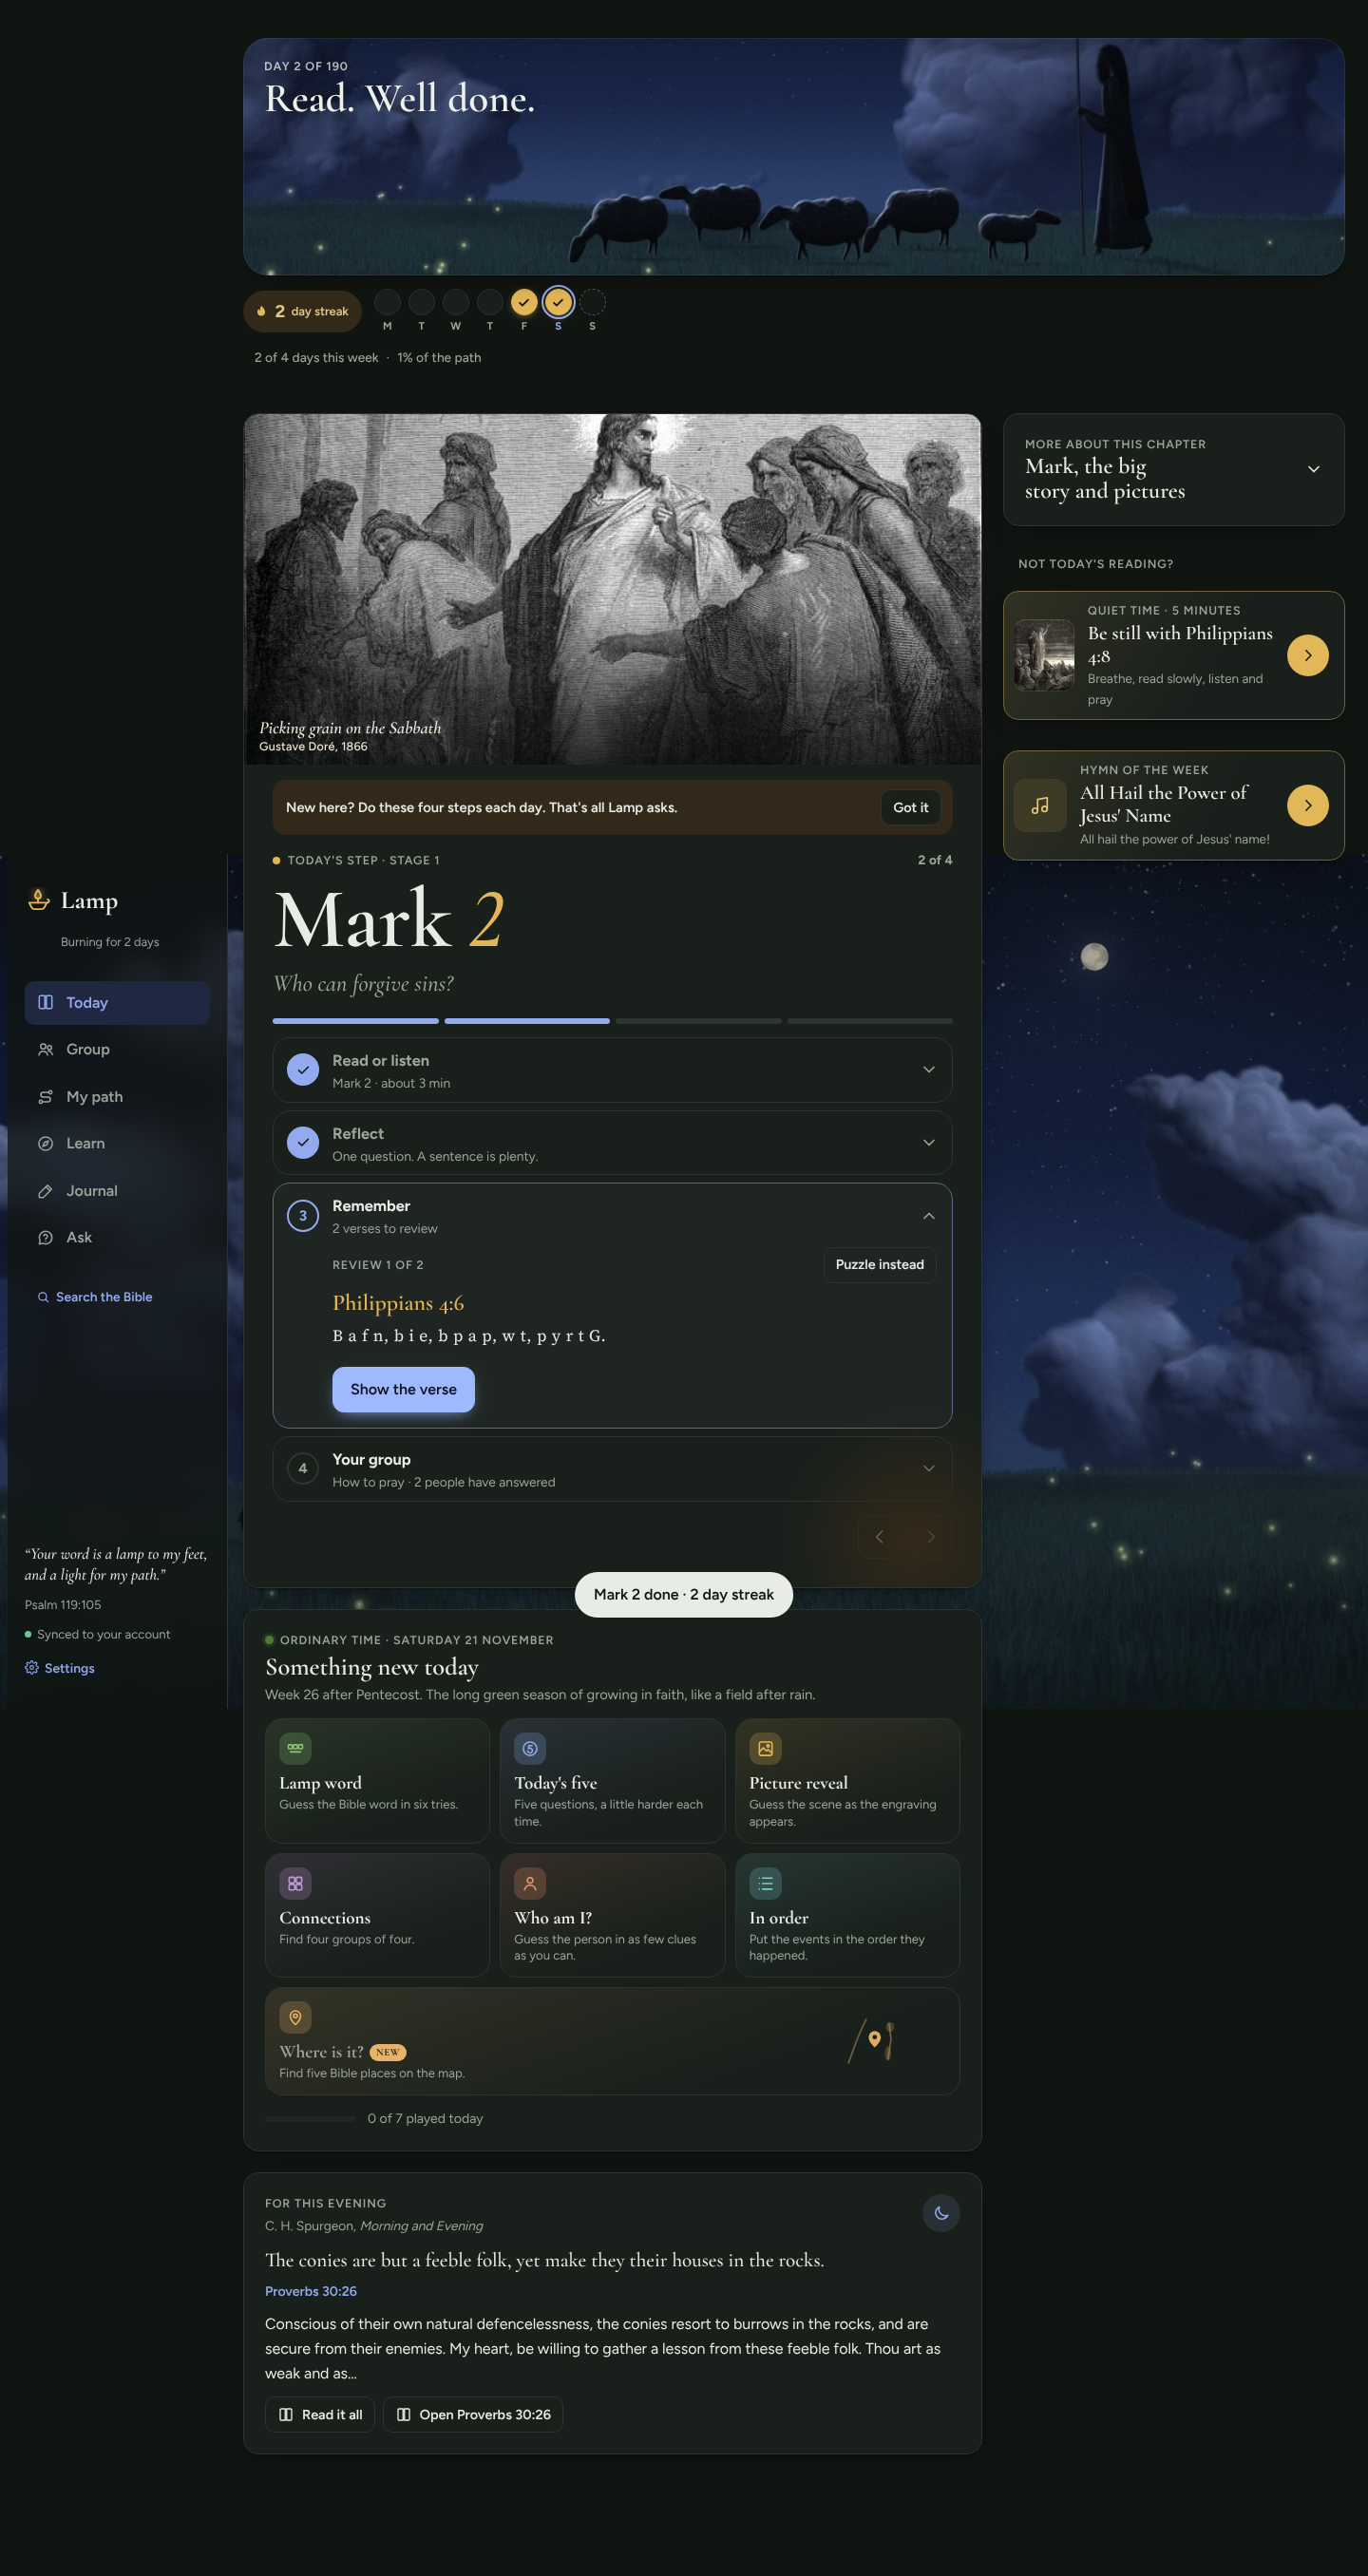 DAY 2 OF 190
Read. Well done.
2 day streak
M T W T F S S
2 of 4 days this week · 1% of the path
Picking grain on the Sabbath
Gustave Doré, 1866
New here? Do these four steps each day. That's all Lamp asks.
Got it
TODAY'S STEP · STAGE 1
2 of 4
Mark 2
Who can forgive sins?
Read or listen
Mark 2 · about 3 min
Reflect
One question. A sentence is plenty.
3
Remember
2 verses to review
REVIEW 1 OF 2
Puzzle instead
Philippians 4:6
B a f n, b i e, b p a p, w t, p y r t G.
Show the verse
4
Your group
How to pray · 2 people have answered
Mark 2 done · 2 day streak
MORE ABOUT THIS CHAPTER
Mark, the big
story and pictures
NOT TODAY'S READING?
QUIET TIME · 5 MINUTES
Be still with Philippians
4:8
Breathe, read slowly, listen and
pray
HYMN OF THE WEEK
All Hail the Power of
Jesus' Name
All hail the power of Jesus' name!
Lamp
Burning for 2 days
Today
Group
My path
Learn
Journal
Ask
Search the Bible
“Your word is a lamp to my feet,
and a light for my path.”
Psalm 119:105
Synced to your account
Settings
ORDINARY TIME · SATURDAY 21 NOVEMBER
Something new today
Week 26 after Pentecost. The long green season of growing in faith, like a field after rain.
Lamp word
Guess the Bible word in six tries.
5
Today's five
Five questions, a little harder each
time.
Picture reveal
Guess the scene as the engraving
appears.
Connections
Find four groups of four.
Who am I?
Guess the person in as few clues
as you can.
In order
Put the events in the order they
happened.
Where is it? NEW
Find five Bible places on the map.
0 of 7 played today
FOR THIS EVENING
C. H. Spurgeon, Morning and Evening
The conies are but a feeble folk, yet make they their houses in the rocks.
Proverbs 30:26
Conscious of their own natural defencelessness, the conies resort to burrows in the rocks, and are
secure from their enemies. My heart, be willing to gather a lesson from these feeble folk. Thou art as
weak and as…
Read it all
Open Proverbs 30:26